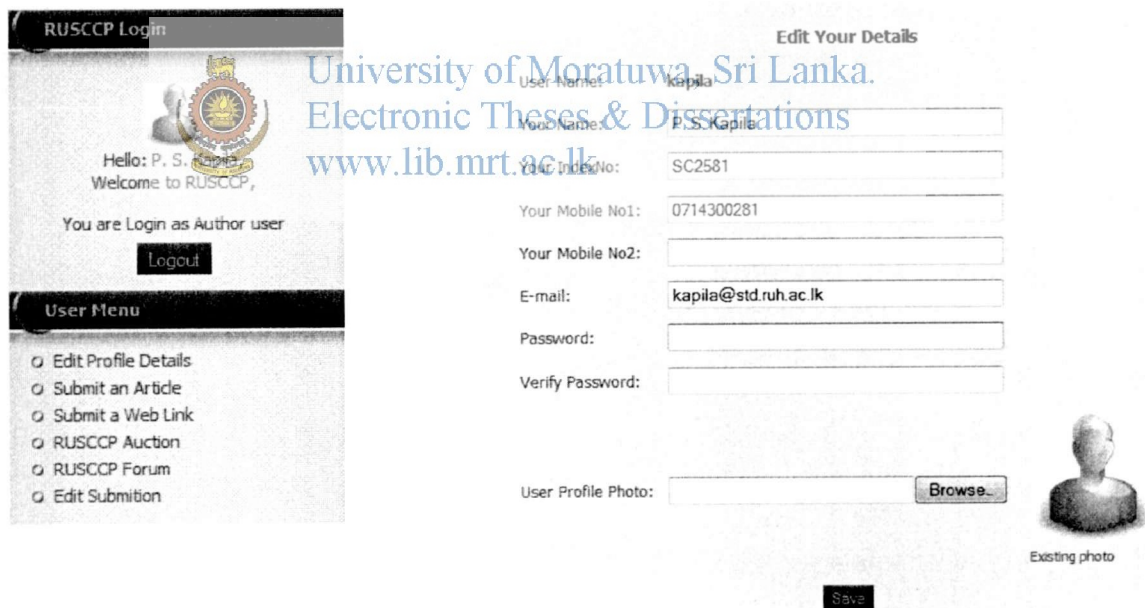 RUSCCP Login
Hello: P. S. Kapila,
Welcome to RUSCCP,
You are Login as Author user
Logout
User Menu
Edit Profile Details
Submit an Article
Submit a Web Link
RUSCCP Auction
RUSCCP Forum
Edit Submition
University of Moratuwa, Sri Lanka.
Electronic Theses & Dissertations
www.lib.mrt.ac.lk
Edit Your Details
User Name: kapila
Your Name: P. S. Kapila
Your IndexNo: SC2581
Your Mobile No1: 0714300281
Your Mobile No2:
E-mail: kapila@std.ruh.ac.lk
Password:
Verify Password:
User Profile Photo: Browse...
Existing photo
Save